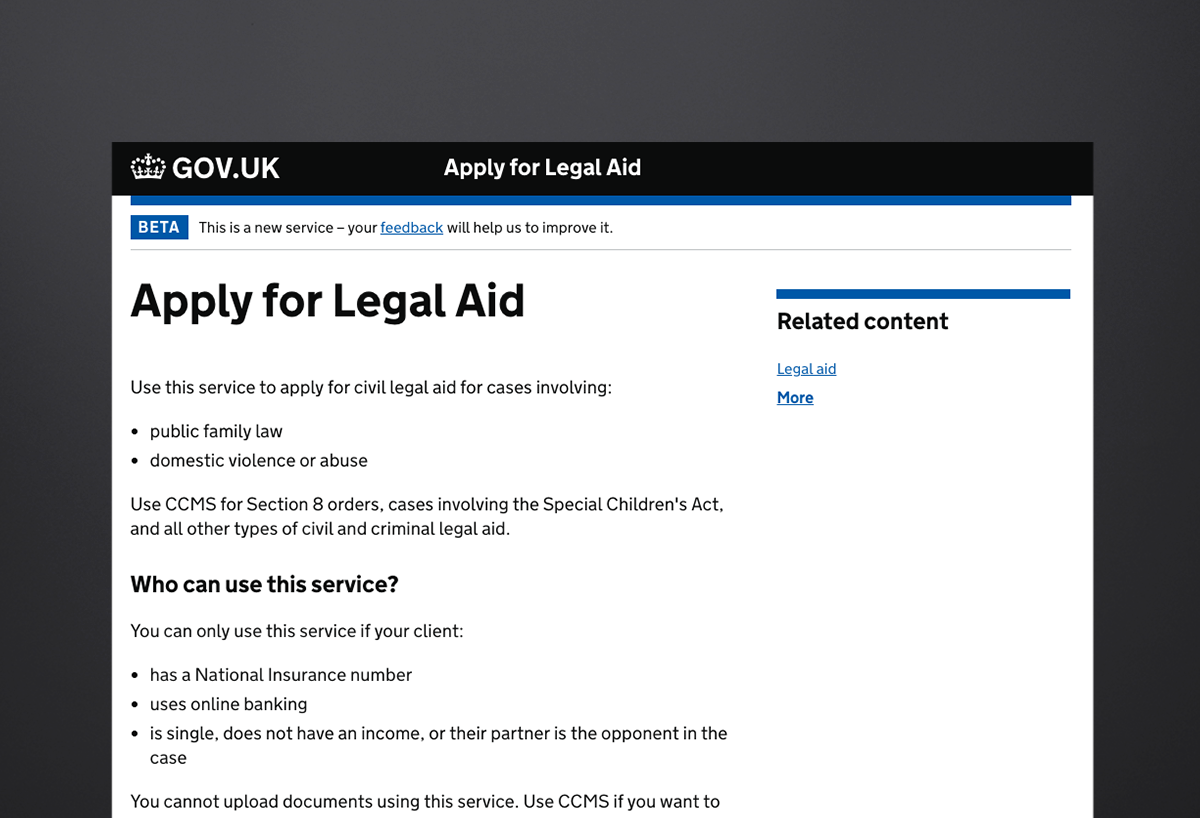 GOV.UK
Apply for Legal Aid
BETA This is a new service – your feedback will help us to improve it.
Apply for Legal Aid
Use this service to apply for civil legal aid for cases involving:
• public family law
• domestic violence or abuse
Use CCMS for Section 8 orders, cases involving the Special Children's Act,
and all other types of civil and criminal legal aid.
Who can use this service?
You can only use this service if your client:
• has a National Insurance number
• uses online banking
• is single, does not have an income, or their partner is the opponent in the
case
You cannot upload documents using this service. Use CCMS if you want to
Related content
Legal aid
More